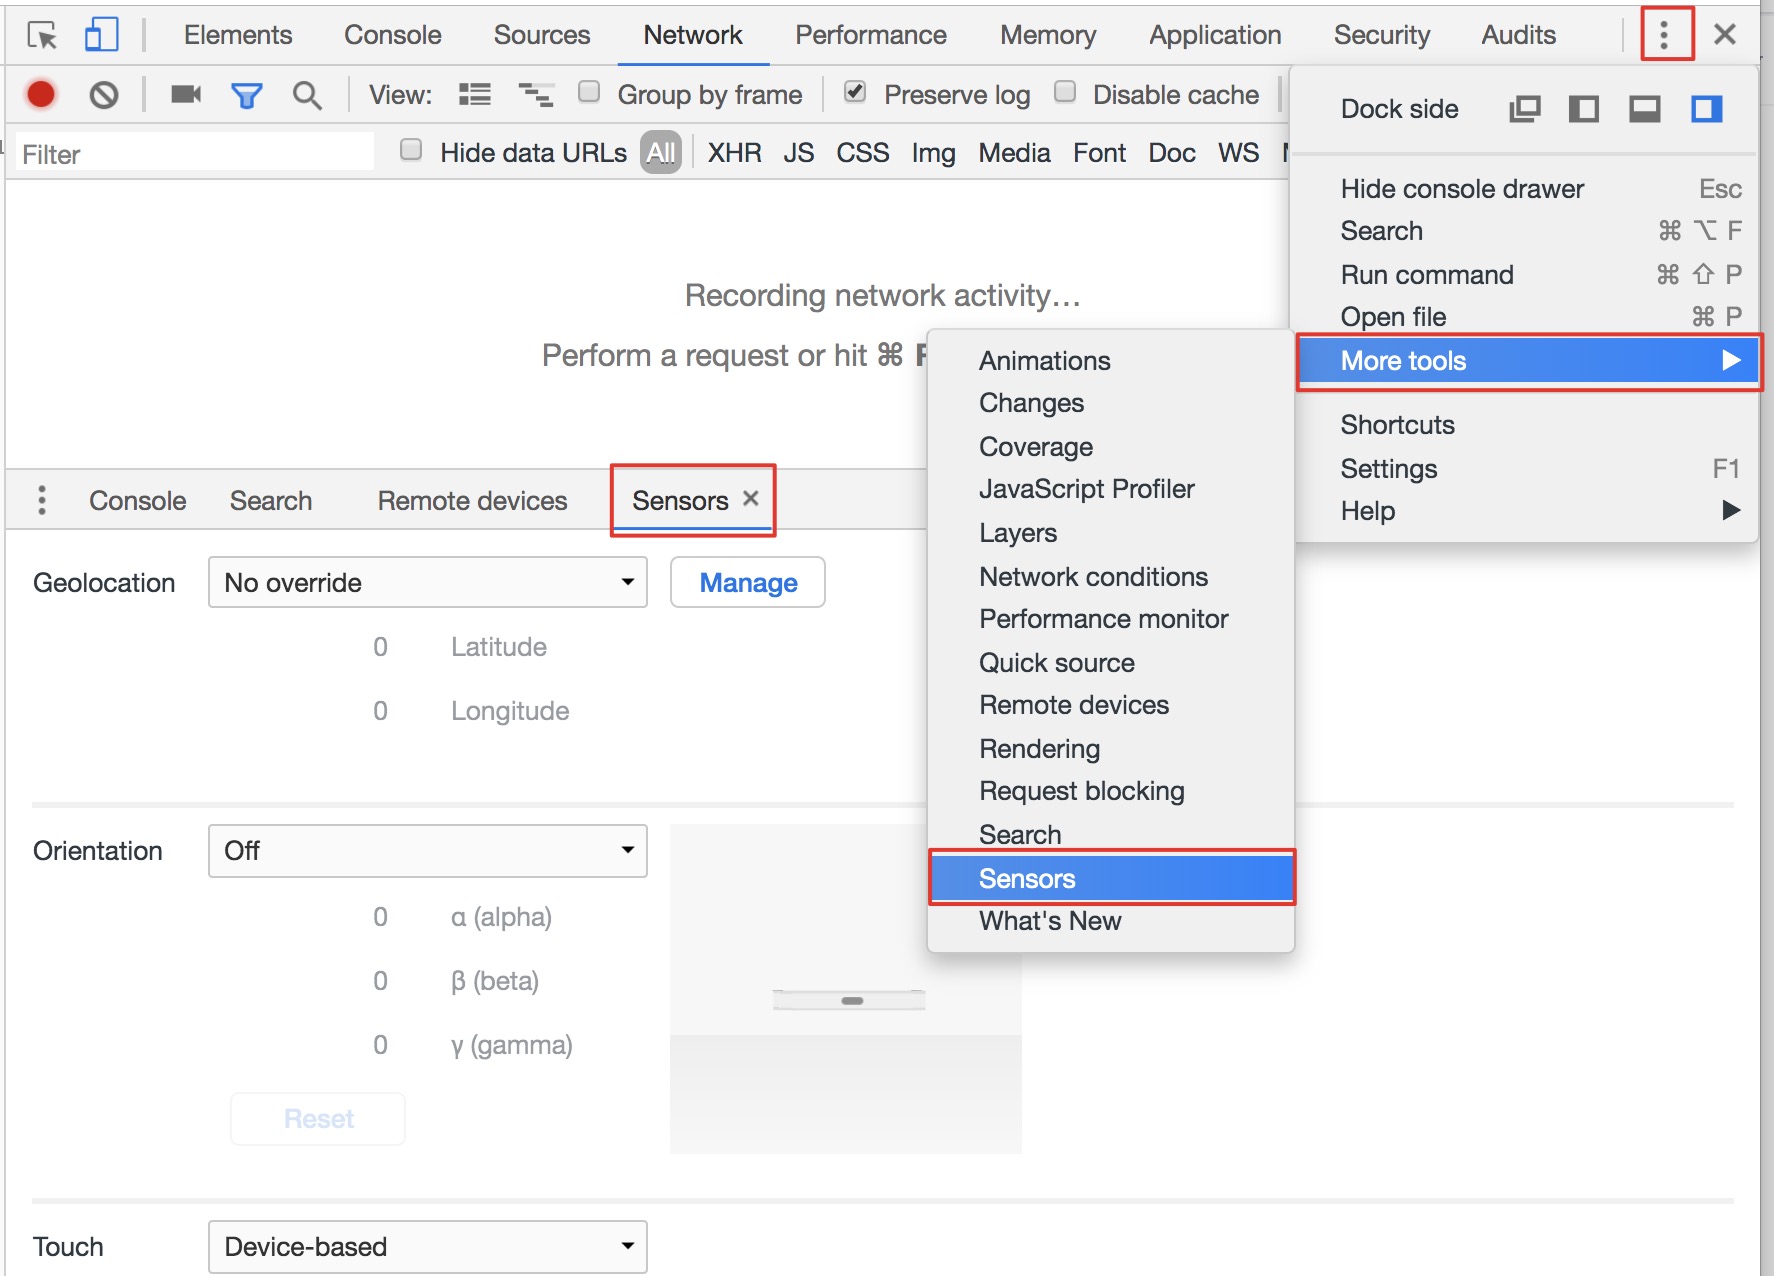 Elements Console Sources Network Performance Memory Application Security Audits
View: Group by frame Preserve log Disable cache
Filter Hide data URLs All XHR JS CSS Img Media Font Doc WS
Recording network activity…
Perform a request or hit ⌘
Dock side
Hide console drawer Esc
Search ⌘ ⌥ F
Run command ⌘ ⇧ P
Open file ⌘ P
More tools ▶
Shortcuts
Settings F1
Help ▶
Animations
Changes
Coverage
JavaScript Profiler
Layers
Network conditions
Performance monitor
Quick source
Remote devices
Rendering
Request blocking
Search
Sensors
What's New
Console Search Remote devices Sensors ×
Geolocation No override Manage
0 Latitude
0 Longitude
Orientation Off
0 α (alpha)
0 β (beta)
0 γ (gamma)
Reset
Touch Device-based